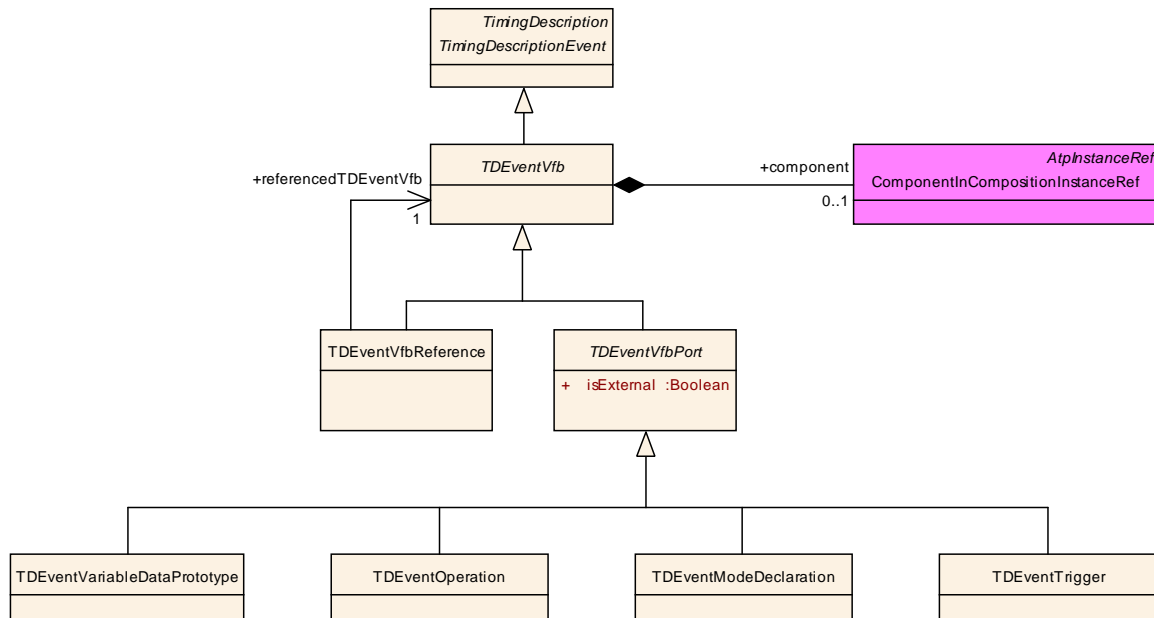 TimingDescription
TimingDescriptionEvent
TDEventVfb
+component
AtpInstanceRef
ComponentInCompositionInstanceRef
+referencedTDEventVfb
0..1
1
TDEventVfbReference
TDEventVfbPort
+ isExternal :Boolean
TDEventVariableDataPrototype
TDEventOperation
TDEventModeDeclaration
TDEventTrigger